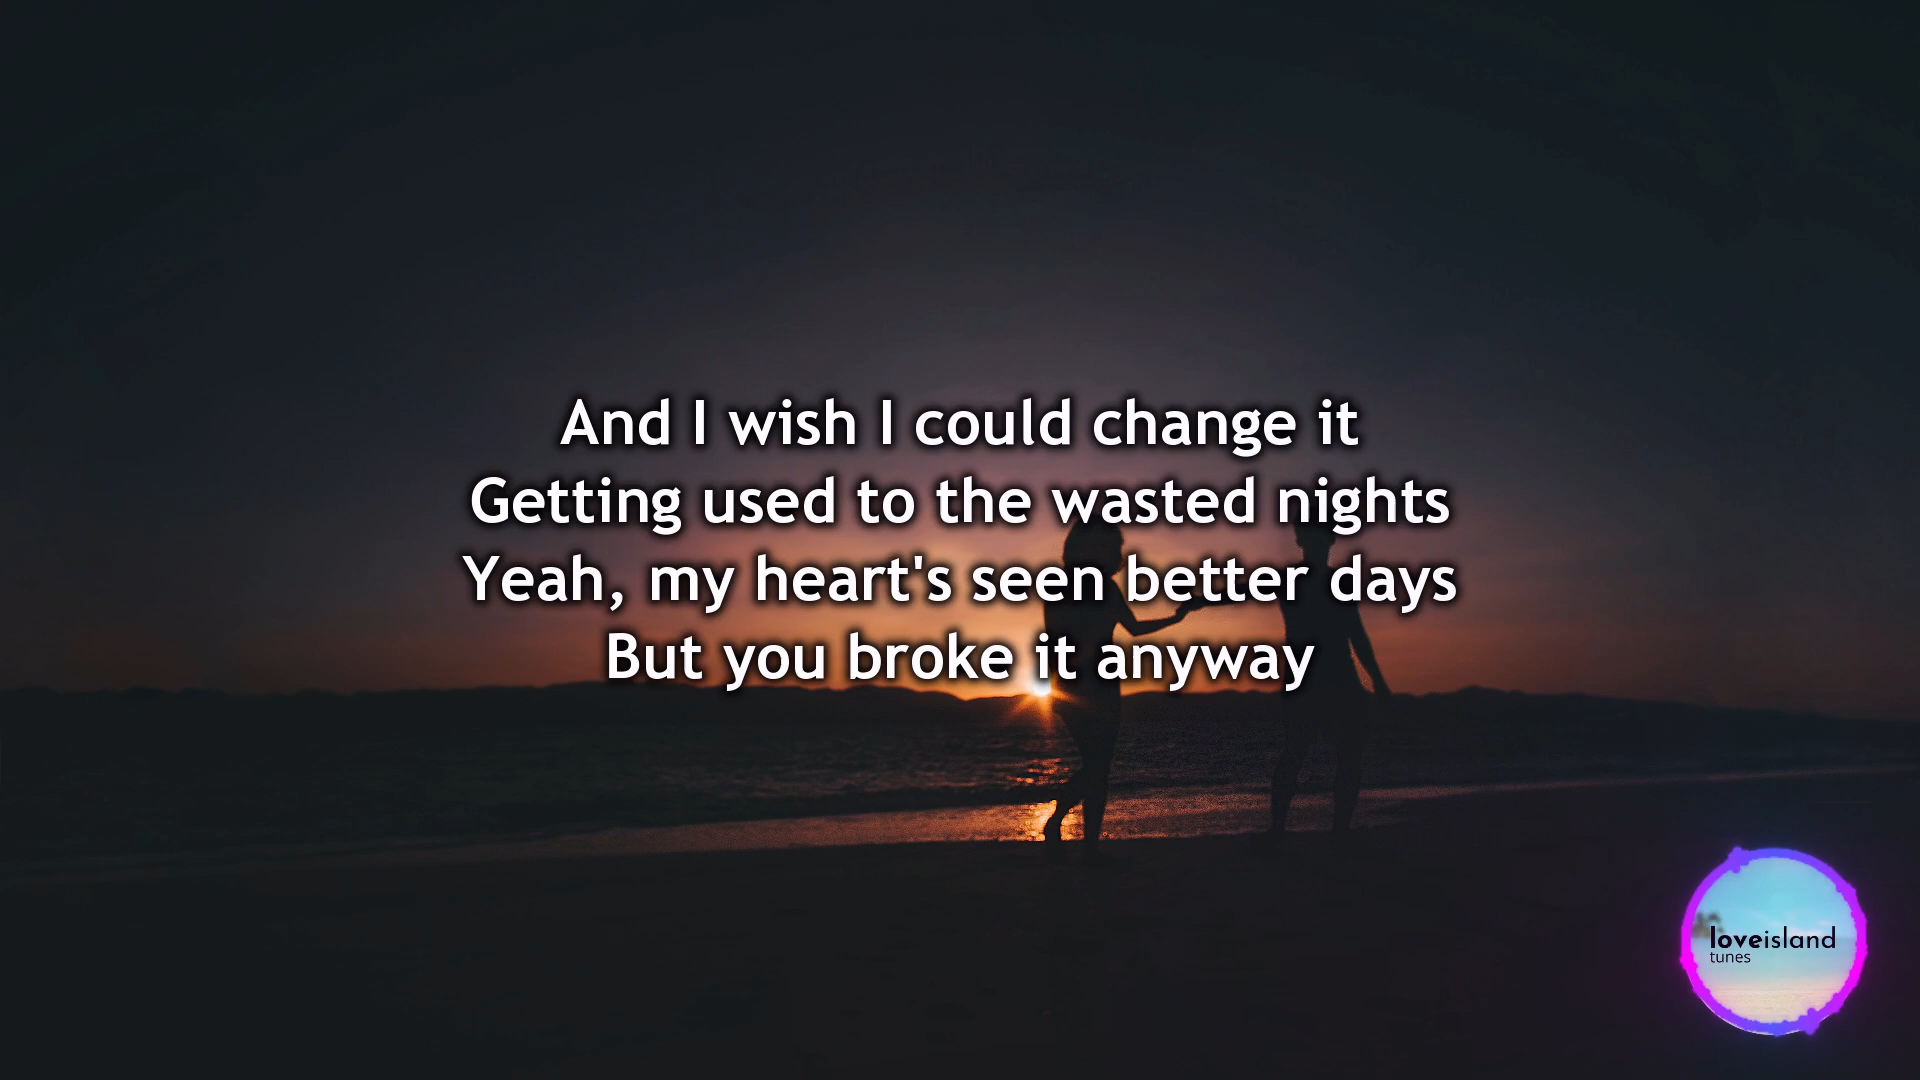 And I wish I could change it
Getting used to the wasted nights
Yeah, my heart's seen better days
But you broke it anyway
loveisland
tunes